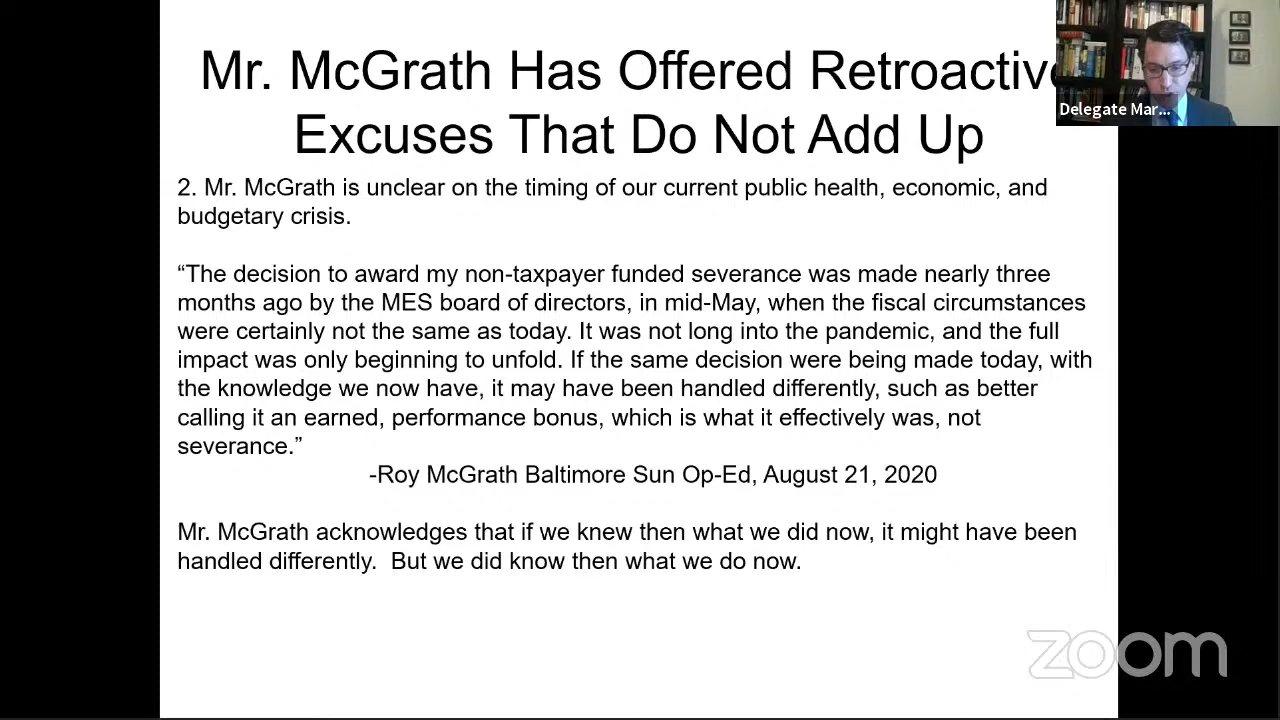 Mr. McGrath Has Offered Retroactive
Excuses That Do Not Add Up
Delegate Mar...
2. Mr. McGrath is unclear on the timing of our current public health, economic, and
budgetary crisis.
“The decision to award my non-taxpayer funded severance was made nearly three
months ago by the MES board of directors, in mid-May, when the fiscal circumstances
were certainly not the same as today. It was not long into the pandemic, and the full
impact was only beginning to unfold. If the same decision were being made today, with
the knowledge we now have, it may have been handled differently, such as better
calling it an earned, performance bonus, which is what it effectively was, not
severance.”
-Roy McGrath Baltimore Sun Op-Ed, August 21, 2020
Mr. McGrath acknowledges that if we knew then what we did now, it might have been
handled differently.  But we did know then what we do now.
zoom